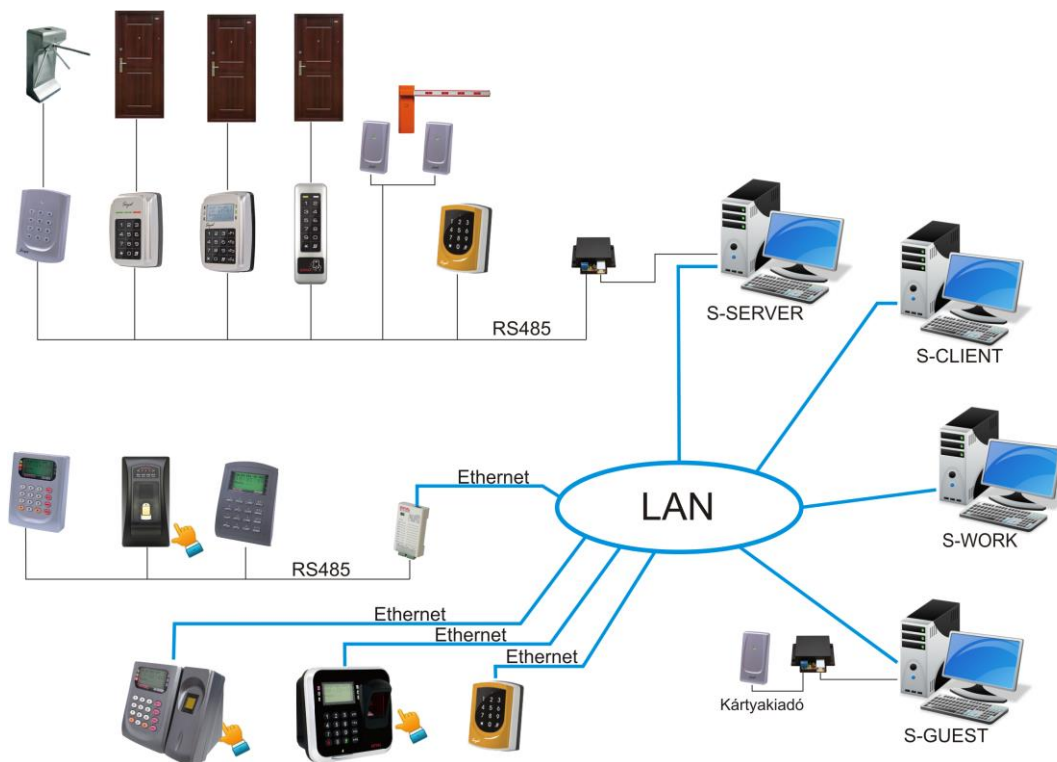 S-SERVER
RS485
S-CLIENT
Ethernet
LAN
S-WORK
RS485
Ethernet
Ethernet
Ethernet
Kártyakiadó
S-GUEST